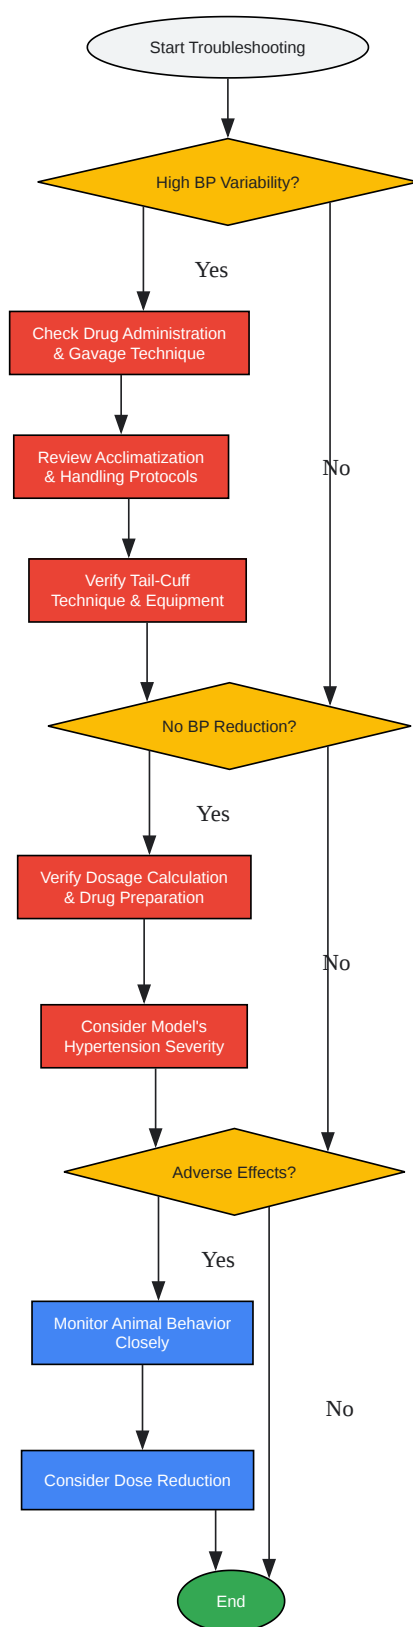 Start Troubleshooting
High BP Variability?
Yes
Check Drug Administration
& Gavage Technique
Review Acclimatization
& Handling Protocols
No
Verify Tail-Cuff
Technique & Equipment
No BP Reduction?
Yes
Verify Dosage Calculation
& Drug Preparation
No
Consider Model's
Hypertension Severity
Adverse Effects?
Yes
Monitor Animal Behavior
Closely
No
Consider Dose Reduction
End